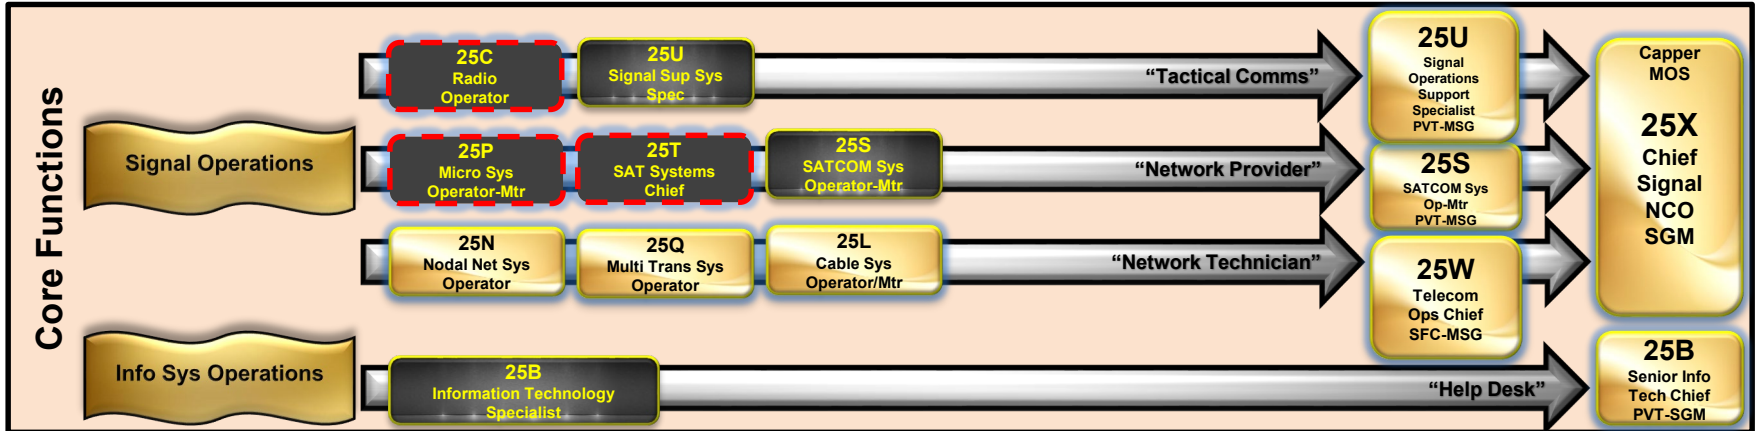 Core Functions
Signal Operations
25C
Radio
Operator
25U
Signal Sup Sys
Spec
“Tactical Comms”
25U
Signal
Operations
Support
Specialist
PVT-MSG
25P
Micro Sys
Operator-Mtr
25T
SAT Systems
Chief
25S
SATCOM Sys
Operator-Mtr
“Network Provider”
25S
SATCOM Sys
Op-Mtr
PVT-MSG
25N
Nodal Net Sys
Operator
25Q
Multi Trans Sys
Operator
25L
Cable Sys
Operator/Mtr
“Network Technician”
25W
Telecom
Ops Chief
SFC-MSG
Capper
MOS
25X
Chief
Signal
NCO
SGM
Info Sys Operations
25B
Information Technology
Specialist
“Help Desk”
25B
Senior Info
Tech Chief
PVT-SGM